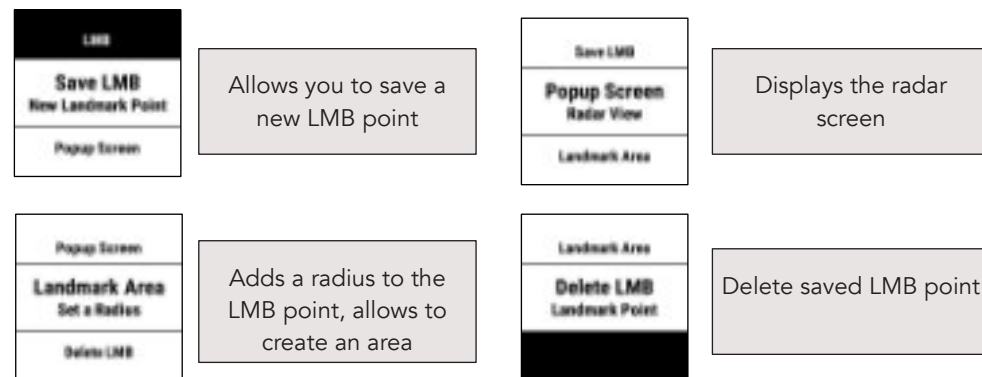 LMB
Save LMB
New Landmark Point
Popup Screen
Allows you to save a
new LMB point
Save LMB
Popup Screen
Radar View
Landmark Area
Displays the radar
screen
Popup Screen
Landmark Area
Set a Radius
Delete LMB
Adds a radius to the
LMB point, allows to
create an area
Landmark Area
Delete LMB
Landmark Point
Delete saved LMB point